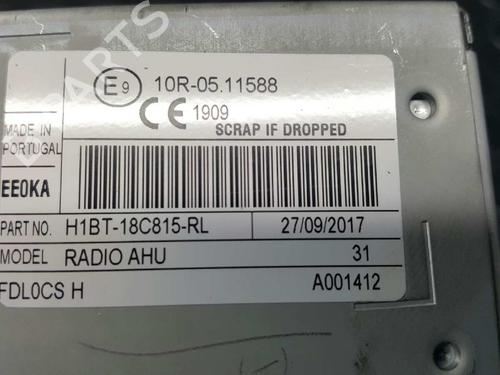 E9 10R-05.11588
CE 1909
MADE IN PORTUGAL
SCRAP IF DROPPED
EE0KA
PART NO. H1BT-18C815-RL 27/09/2017
MODEL RADIO AHU 31
FDL0CS H A001412